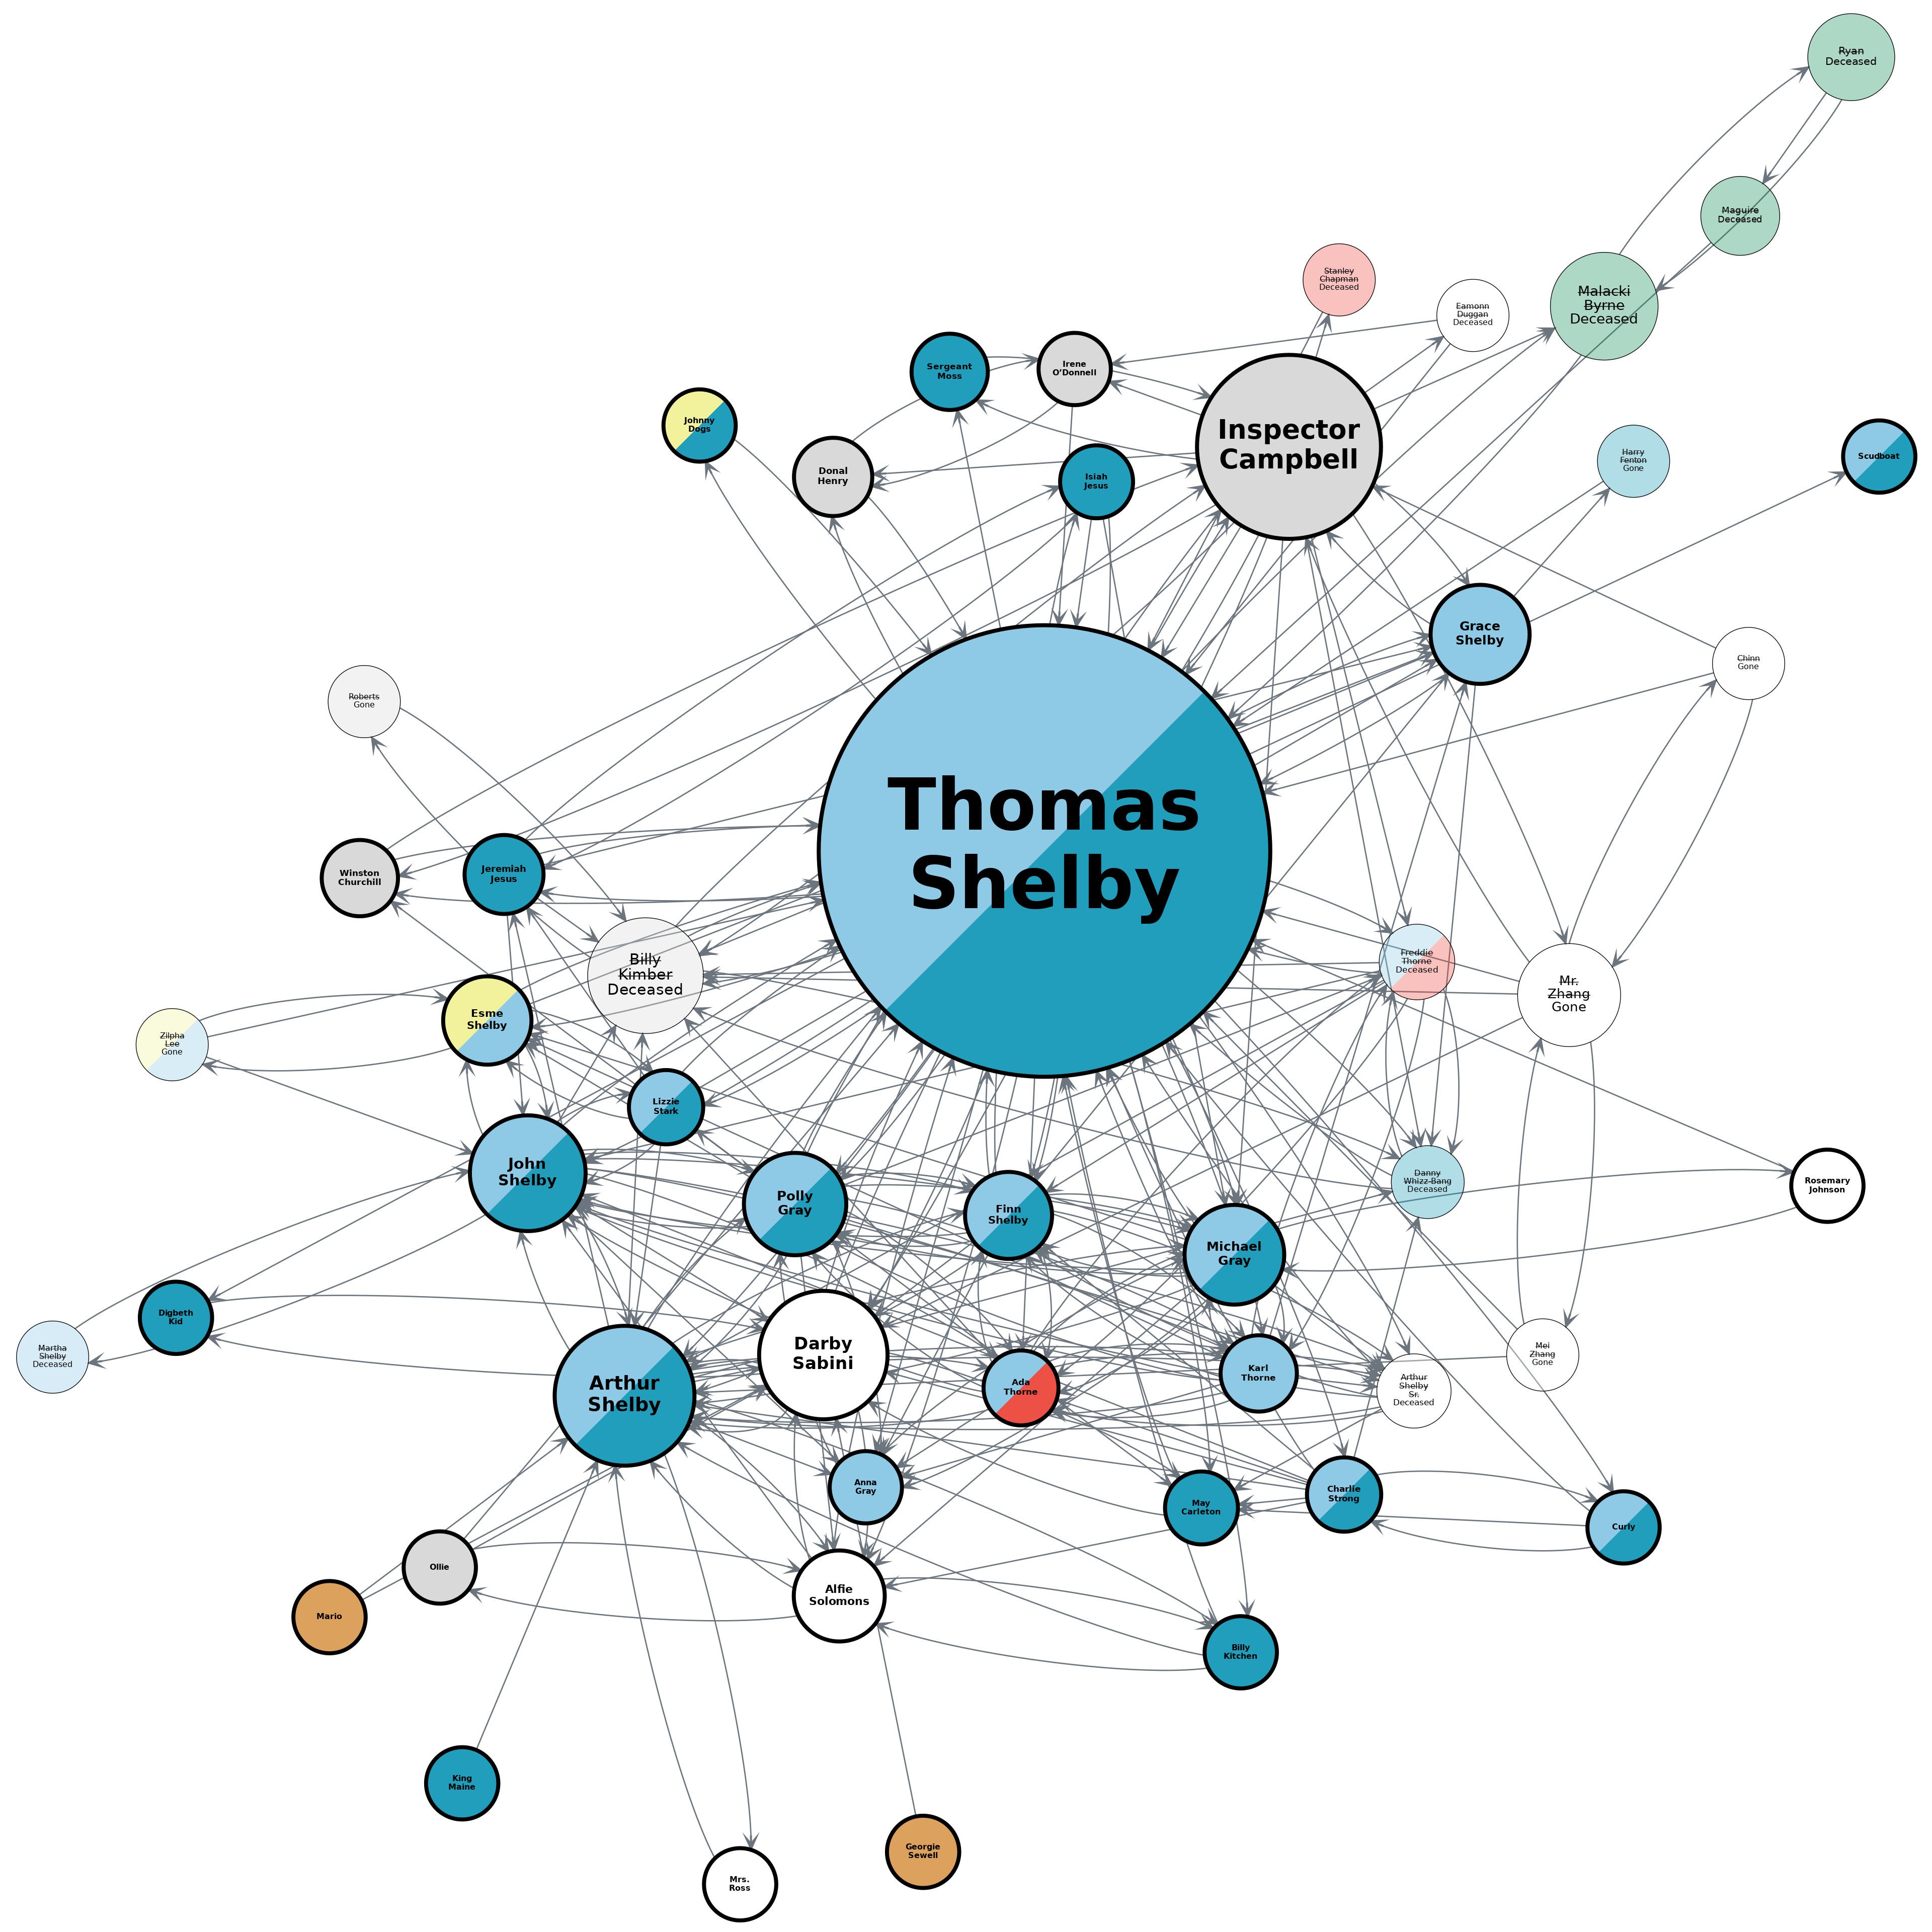 Ryan
Deceased
Maguire
Deceased
Stanley
Chapman
Deceased
Eamonn
Duggan
Deceased
Malacki
Byrne
Deceased
Sergeant
Moss
Irene
O’Donnell
Johnny
Dogs
Inspector
Campbell
Harry
Fenton
Gone
Scudboat
Donal
Henry
Isiah
Jesus
Grace
Shelby
Chinn
Gone
Roberts
Gone
Thomas
Shelby
Winston
Churchill
Jeremiah
Jesus
Billy
Kimber
Deceased
Freddie
Thorne
Deceased
Mr.
Zhang
Gone
Esme
Shelby
Zilpha
Lee
Gone
Lizzie
Stark
John
Shelby
Polly
Gray
Finn
Shelby
Michael
Gray
Danny
Whizz-Bang
Deceased
Rosemary
Johnson
Digbeth
Kid
Martha
Shelby
Deceased
Darby
Sabini
Arthur
Shelby
Ada
Thorne
Karl
Thorne
Arthur
Shelby
Sr.
Deceased
Mei
Zhang
Gone
Anna
Gray
May
Carleton
Charlie
Strong
Curly
Ollie
Mario
Alfie
Solomons
Billy
Kitchen
King
Maine
Georgie
Sewell
Mrs.
Ross